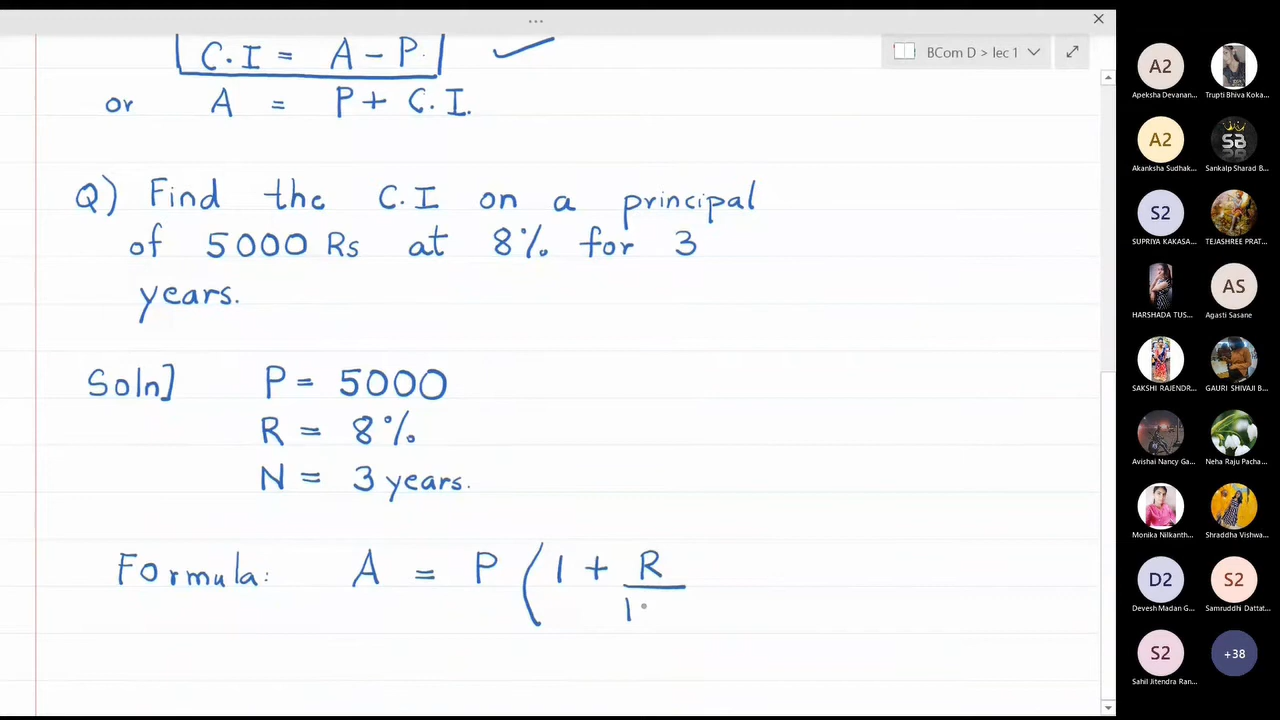 ...
C.I = A - P.
or A = P + C.I.
BCom D > lec 1
Q) Find the C.I on a principal
of 5000 Rs at 8% for 3
years.
Soln] P = 5000
R = 8%
N = 3 years.
Formula: A = P ( 1 + R
1
A2
Apeksha Devanan...
Trupti Bhiva Koka...
A2
SB
Akanksha Sudhak...
Sankalp Sharad B...
S2
SUPRIYA KAKASA...
TEJASHREE PRAT...
AS
HARSHADA TUS...
Agasti Sasane
SAKSHI RAJENDR...
GAURI SHIVAJI B...
Avishai Nancy Ga...
Neha Raju Pacha...
Monika Nilkanth...
Shraddha Vishwa...
D2
S2
Devesh Madan G...
Samruddhi Dattat...
S2
+38
Sahil Jitendra Ran...